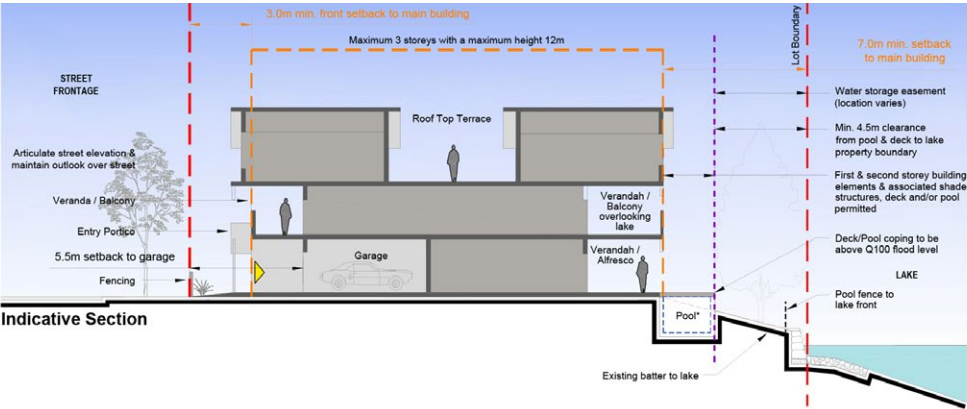 3.0m min. front setback to main building
Maximum 3 storeys with a maximum height 12m
Lot Boundary
7.0m min. setback
to main building
STREET
FRONTAGE
Water storage easement
(location varies)
Roof Top Terrace
Min. 4.5m clearance
from pool & deck to lake
property boundary
Articulate street elevation &
maintain outlook over street
First & second storey building
elements & associated shade
structures, deck and/or pool
permitted
Veranda / Balcony
Verandah /
Balcony
overlooking
lake
Entry Portico
Deck/Pool coping to be
above Q100 flood level
5.5m setback to garage
Garage
Verandah /
Alfresco
LAKE
Fencing
Pool fence to
lake front
Indicative Section
Pool*
Existing batter to lake